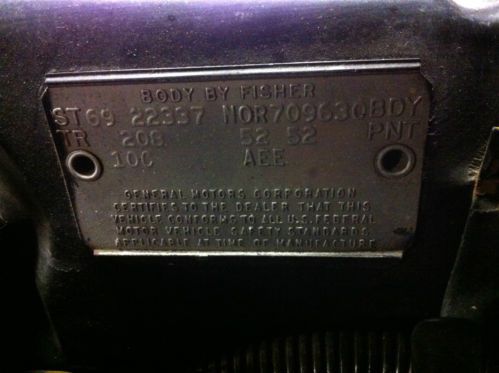 BODY BY FISHER
ST69 22337 NOR709630BDY
TR 208 52 52 PNT
10C AEE
GENERAL MOTORS CORPORATION
CERTIFIES TO THE DEALER THAT THIS
VEHICLE CONFORMS TO ALL U.S. FEDERAL
MOTOR VEHICLE SAFETY STANDARDS
APPLICABLE AT TIME OF MANUFACTURE